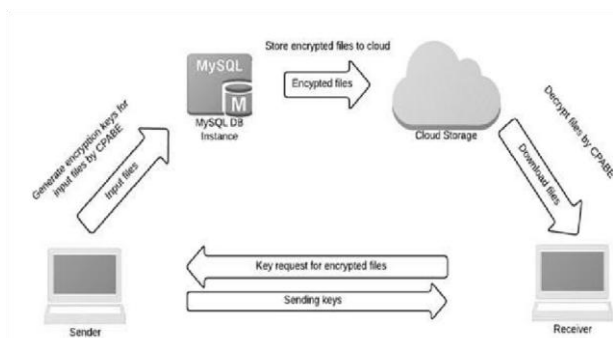 Store encrypted files to cloud
MySQL
M
MySQL DB
Instance
Encypted files
Cloud Storage
Generate encryption keys for
input files by CPABE
Input files
Decrypt files by CPABE
Download files
Key request for encrypted files
Sending keys
Sender
Receiver